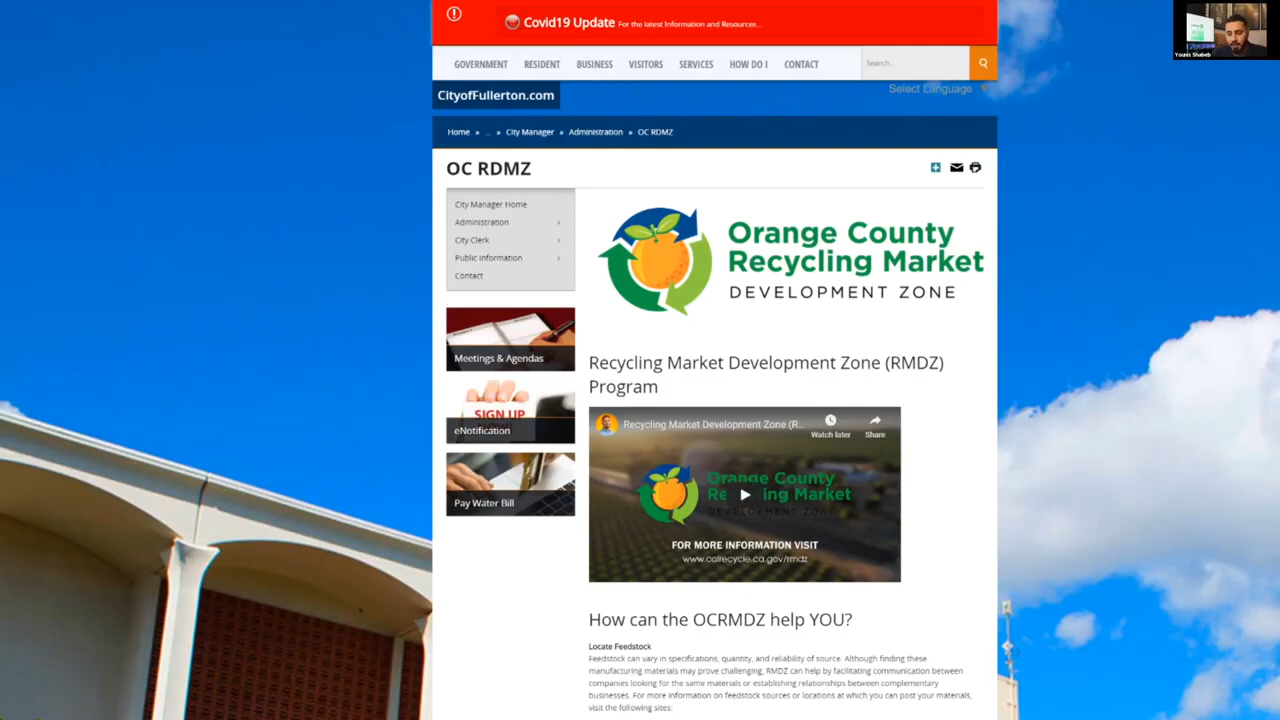 Covid19 Update For the latest Information and Resources...
GOVERNMENT RESIDENT BUSINESS VISITORS SERVICES HOW DO I CONTACT Search...
CityofFullerton.com
Select Language
Home » ... » City Manager » Administration » OC RDMZ
OC RDMZ
City Manager Home
Administration
City Clerk
Public Information
Contact
Meetings & Agendas
SIGN UP
eNotification
Pay Water Bill
Orange County
Recycling Market
DEVELOPMENT ZONE
Recycling Market Development Zone (RMDZ)
Program
Recycling Market Development Zone (R...
Watch later
Share
Orange County
Re ing Market
DEVELOPMENT ZONE
FOR MORE INFORMATION VISIT
www.calrecycle.ca.gov/rmdz
How can the OCRMDZ help YOU?
Locate Feedstock
Feedstock can vary in specifications, quantity, and reliability of source. Although finding these
manufacturing materials may prove challenging, RMDZ can help by facilitating communication between
companies looking for the same materials or establishing relationships between complementary
businesses. For more information on feedstock sources or locations at which you can post your materials,
visit the following sites:
Younis Shabeb